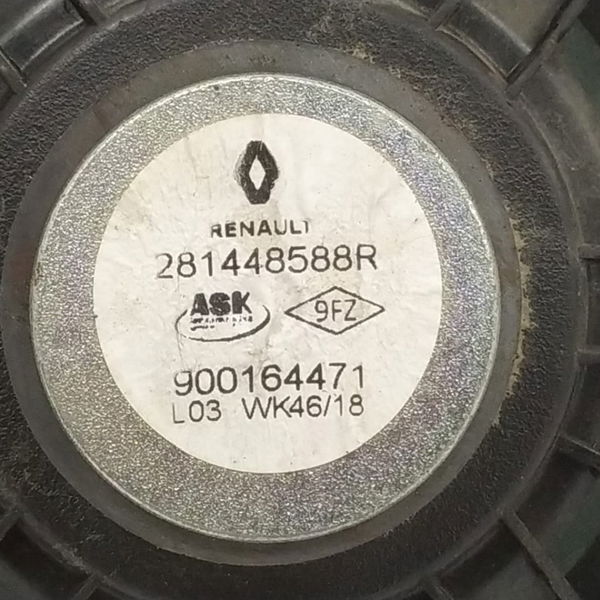 RENAULT
281448588R
ASK
9FZ
900164471
L03 WK46/18